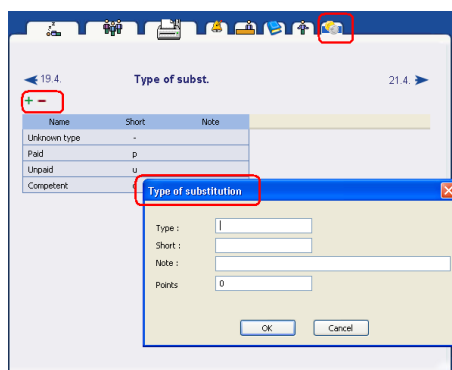 19.4. Type of subst. 21.4.
+ -
Name Short Note
Unknown type -
Paid p
Unpaid u
Competent
Type of substitution
Type :
Short :
Note :
Points 0
OK Cancel